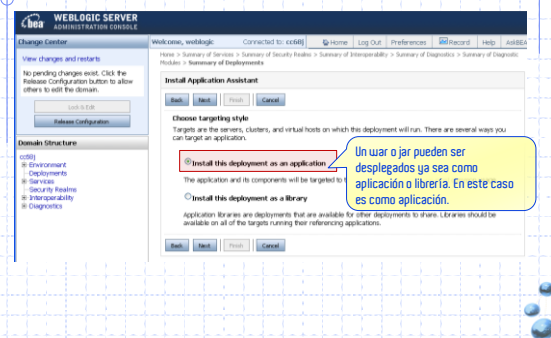 bea WEBLOGIC SERVER
ADMINISTRATION CONSOLE
Change Center
View changes and restarts
No pending changes exist. Click the
Release Configuration button to allow
others to edit the domain.
Lock & Edit
Release Configuration
Domain Structure
cc68j
Environment
Deployments
Services
Security Realms
Interoperability
Diagnostics
Welcome, weblogic Connected to: cc68j Home Log Out Preferences Record Help AskBEA
Home > Summary of Services > Summary of Security Realms > Summary of Interoperability > Summary of Diagnostics > Summary of Diagnostic
Modules > Summary of Deployments
Install Application Assistant
Back Next Finish Cancel
Choose targeting style
Targets are the servers, clusters, and virtual hosts on which this deployment will run. There are several ways you
can target an application.
Install this deployment as an application
The application and its components will be targeted to
Install this deployment as a library
Application libraries are deployments that are available for other deployments to share. Libraries should be
available on all of the targets running their referencing applications.
Back Next Finish Cancel
Un war o jar pueden ser
desplegados ya sea como
aplicación o librería. En este caso
es como aplicación.